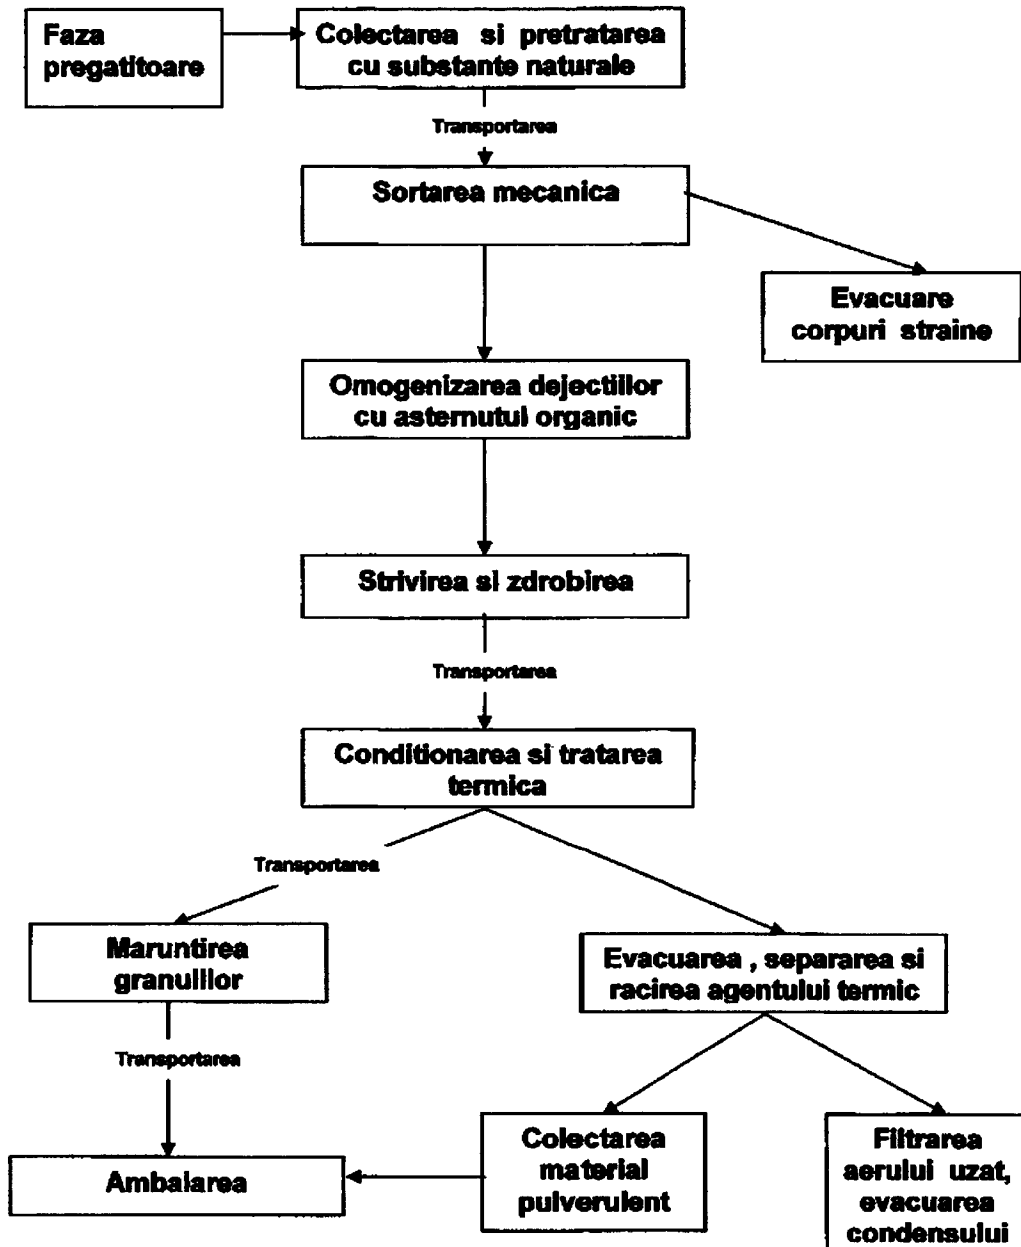 Faza
pregatitoare
Colectarea si pretratarea
cu substante naturale
Transportarea
Sortarea mecanica
Evacuare
corpuri straine
Omogenizarea dejectiilor
cu asternutul organic
Strivirea si zdrobirea
Transportarea
Conditionarea si tratarea
termica
Transportarea
Maruntirea
granulilor
Evacuarea , separarea si
racirea agentului termic
Transportarea
Colectarea
material
pulverulent
Filtrarea
aerului uzat,
evacuarea
condensului
Ambalarea